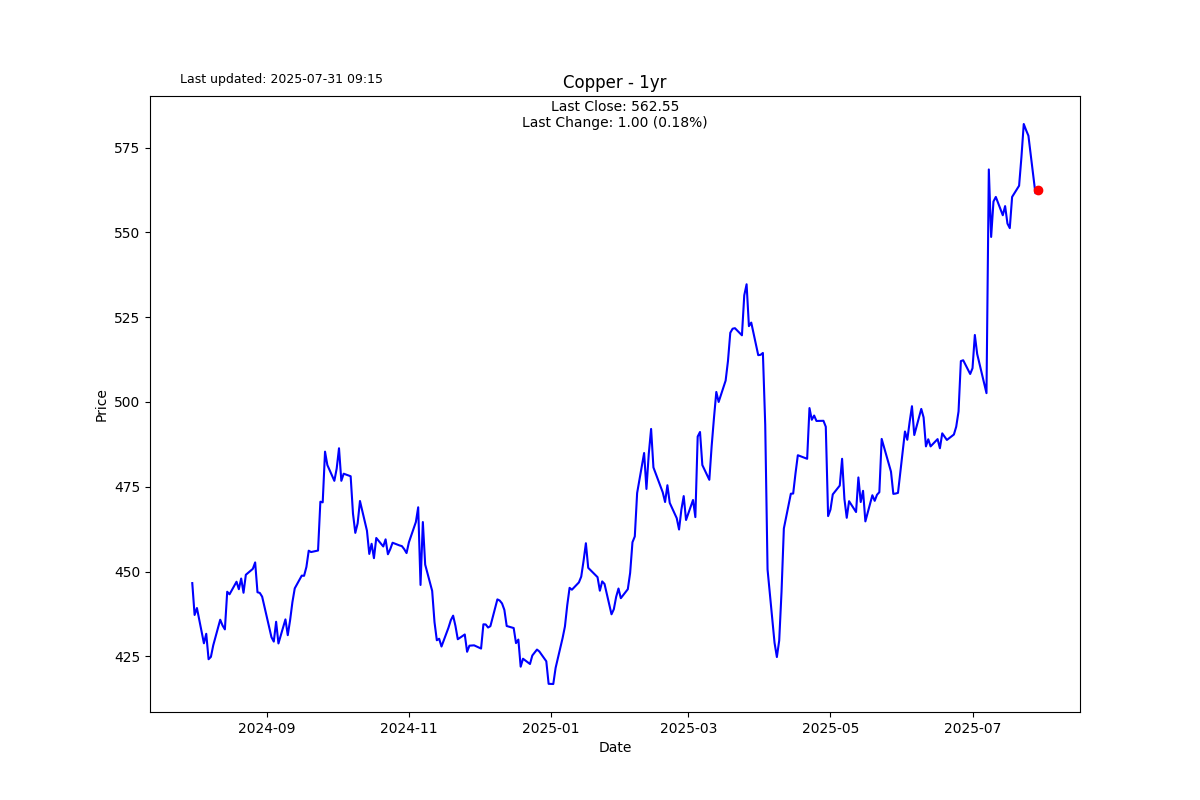 Last updated: 2025-07-31 09:15
Copper - 1yr
Last Close: 562.55
Last Change: 1.00 (0.18%)
575
550
525
500
475
450
425
Price
2024-09 2024-11 2025-01 2025-03 2025-05 2025-07
Date